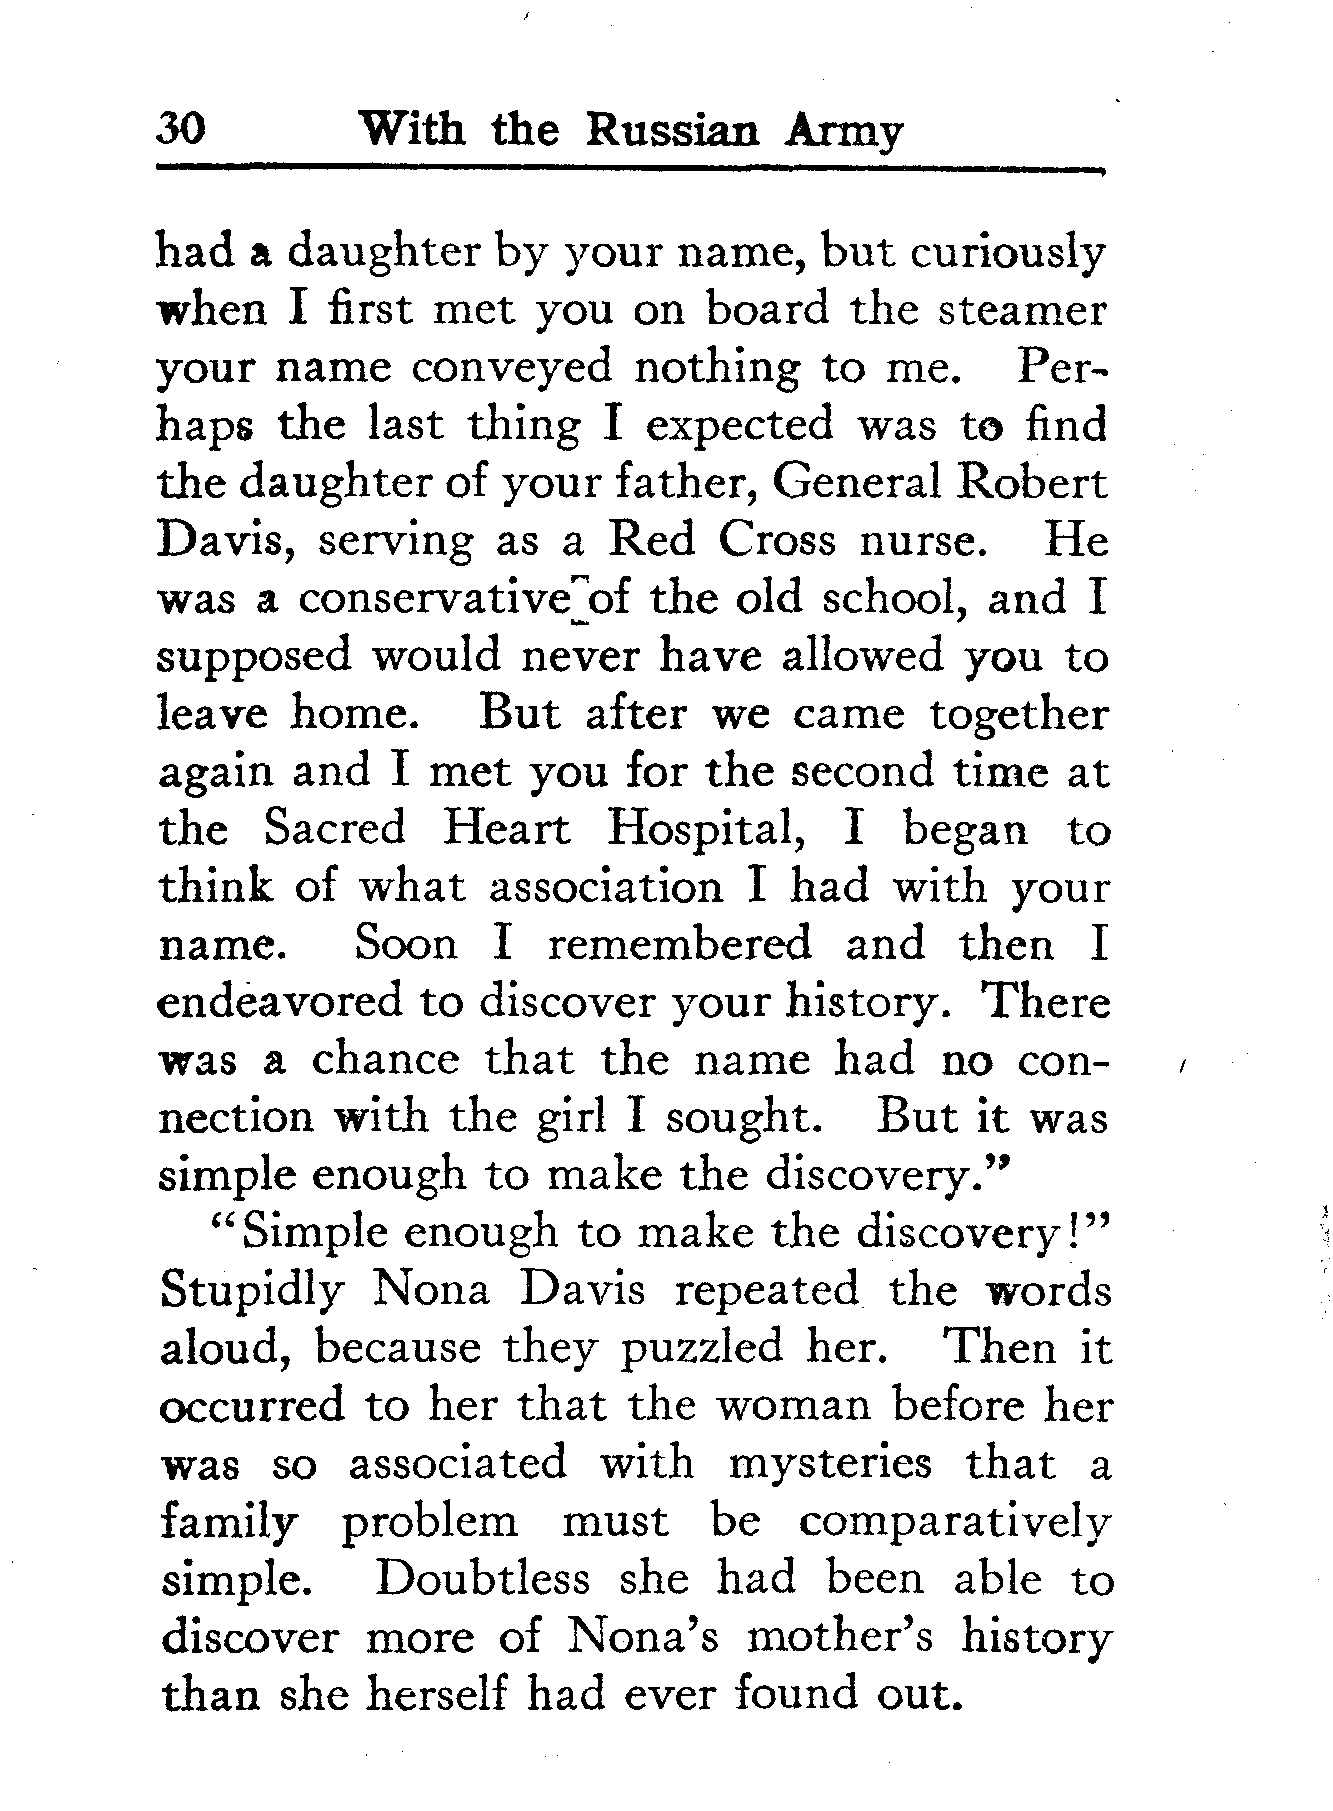 30 With the Russian Army
had a daughter by your name, but curiously
when I first met you on board the steamer
your name conveyed nothing to me. Per-
haps the last thing I expected was to find
the daughter of your father, General Robert
Davis, serving as a Red Cross nurse. He
was a conservative of the old school, and I
supposed would never have allowed you to
leave home. But after we came together
again and I met you for the second time at
the Sacred Heart Hospital, I began to
think of what association I had with your
name. Soon I remembered and then I
endeavored to discover your history. There
was a chance that the name had no con-
nection with the girl I sought. But it was
simple enough to make the discovery."
"Simple enough to make the discovery!"
Stupidly Nona Davis repeated the words
aloud, because they puzzled her. Then it
occurred to her that the woman before her
was so associated with mysteries that a
family problem must be comparatively
simple. Doubtless she had been able to
discover more of Nona's mother's history
than she herself had ever found out.